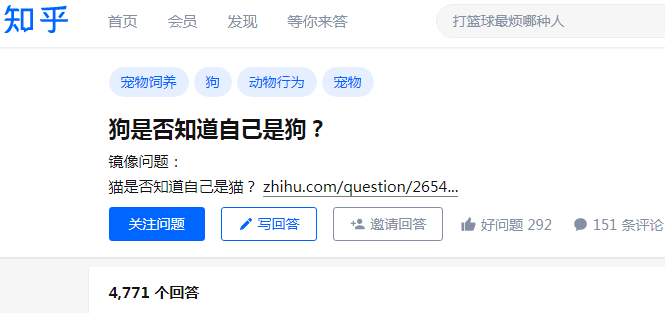 知乎 首页 会员 发现 等你来答 打篮球最烦哪种人
宠物饲养 狗 动物行为 宠物
狗是否知道自己是狗？
镜像问题：
猫是否知道自己是猫？ zhihu.com/question/2654...
关注问题 写回答 邀请回答 好问题 292 151 条评论
4,771 个回答